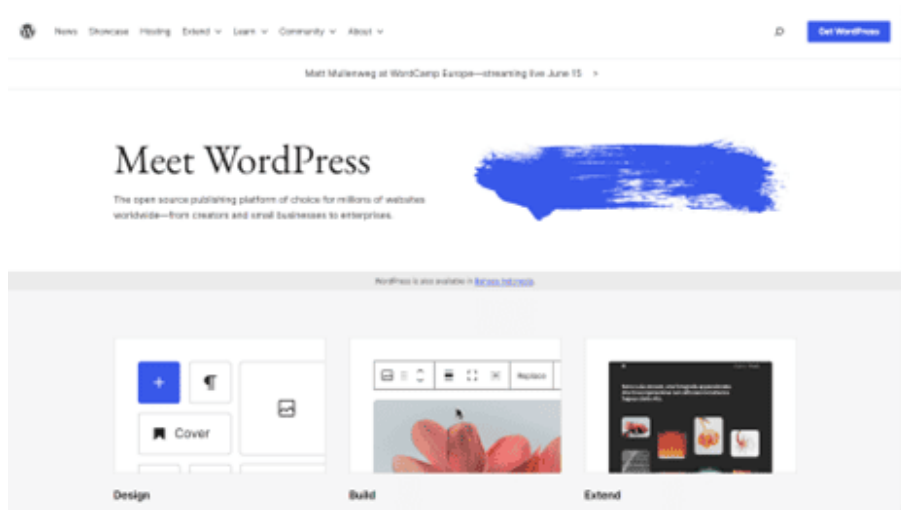 News Showcase Hosting Extend Learn Community About Get WordPress
Matt Mullenweg at WordCamp Europe—streaming live June 15
Meet WordPress
The open source publishing platform of choice for millions of websites
worldwide—from creators and small businesses to enterprises.
WordPress is also available in Bahasa Indonesia.
Replace
Cover
Design Build Extend